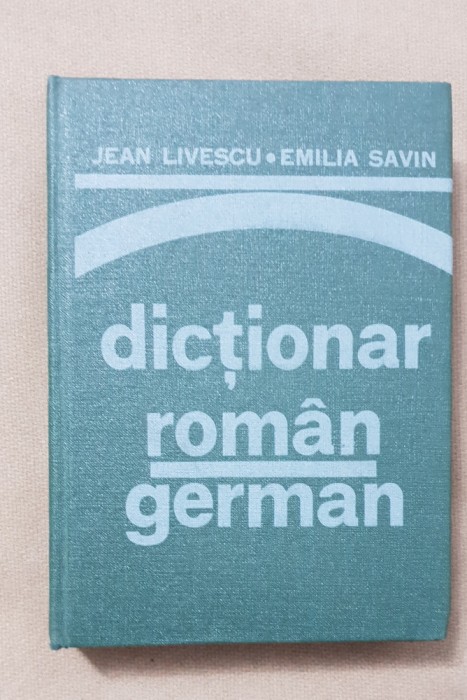 JEAN LIVESCU • EMILIA SAVIN
dicționar
român
german